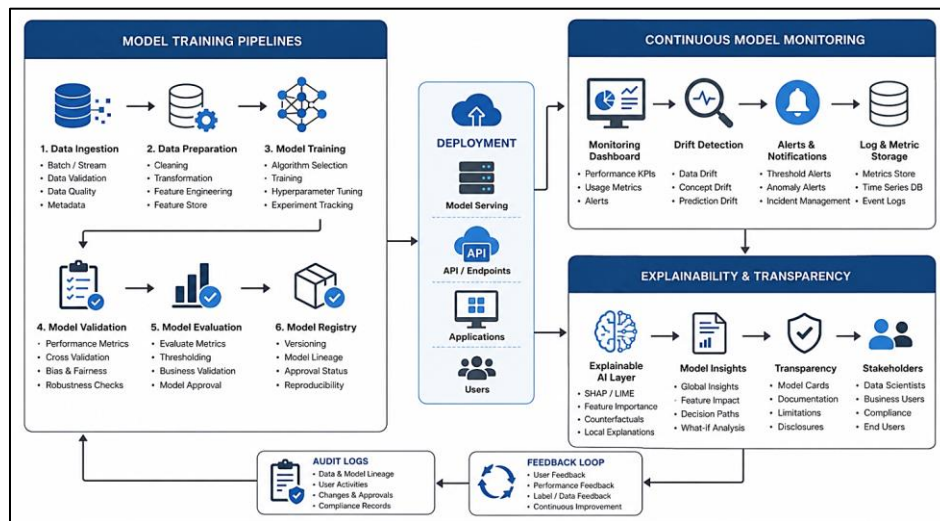 MODEL TRAINING PIPELINES
1. Data Ingestion
• Batch / Stream
• Data Validation
• Data Quality
• Metadata
2. Data Preparation
• Cleaning
• Transformation
• Feature Engineering
• Feature Store
3. Model Training
• Algorithm Selection
• Training
• Hyperparameter Tuning
• Experiment Tracking
4. Model Validation
• Performance Metrics
• Cross Validation
• Bias & Fairness
• Robustness Checks
5. Model Evaluation
• Evaluate Metrics
• Thresholding
• Business Validation
• Model Approval
6. Model Registry
• Versioning
• Model Lineage
• Approval Status
• Reproducibility
DEPLOYMENT
Model Serving
API
API / Endpoints
Applications
Users
CONTINUOUS MODEL MONITORING
Monitoring
Dashboard
• Performance KPIs
• Usage Metrics
• Alerts
Drift Detection
• Data Drift
• Concept Drift
• Prediction Drift
Alerts &
Notifications
• Threshold Alerts
• Anomaly Alerts
• Incident Management
Log & Metric
Storage
• Metrics Store
• Time Series DB
• Event Logs
EXPLAINABILITY & TRANSPARENCY
Explainable
AI Layer
• SHAP / LIME
• Feature Importance
• Counterfactuals
• Local Explanations
Model Insights
• Global Insights
• Feature Impact
• Decision Paths
• What-if Analysis
Transparency
• Model Cards
• Documentation
• Limitations
• Disclosures
Stakeholders
• Data Scientists
• Business Users
• Compliance
• End Users
AUDIT LOGS
• Data & Model Lineage
• User Activities
• Changes & Approvals
• Compliance Records
FEEDBACK LOOP
• User Feedback
• Performance Feedback
• Label / Data Feedback
• Continuous Improvement